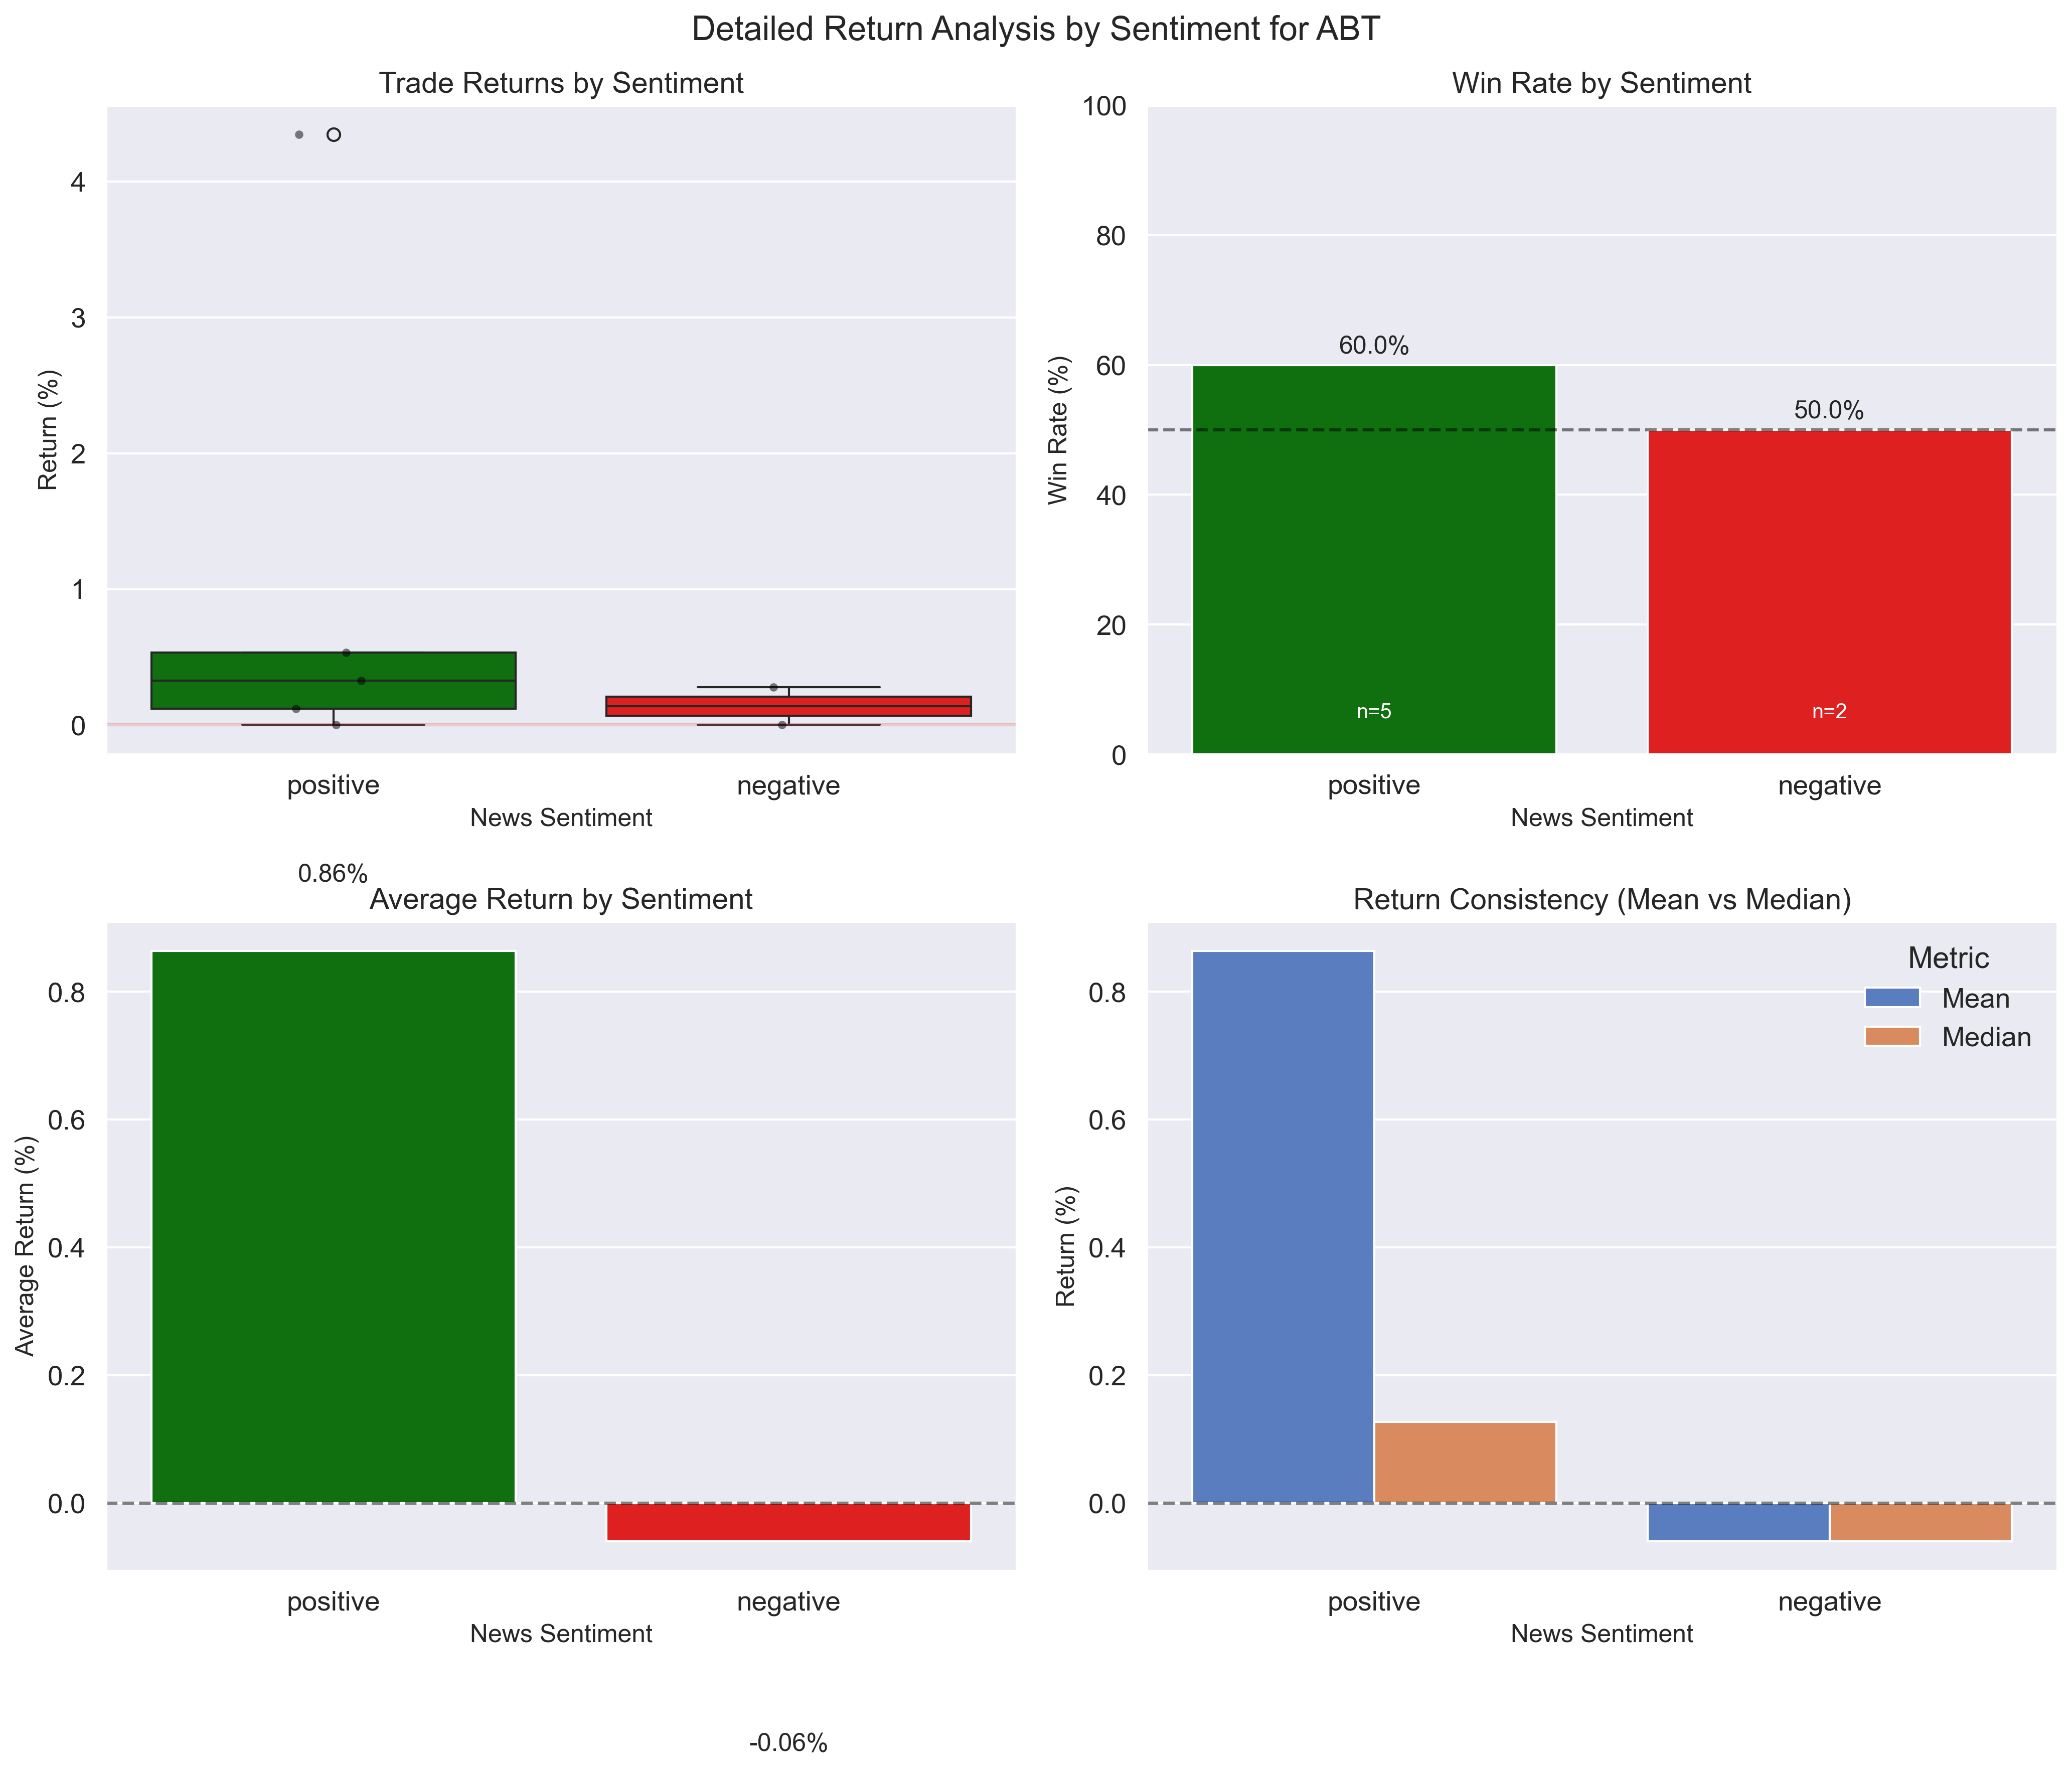 Detailed Return Analysis by Sentiment for ABT
Trade Returns by Sentiment
Return (%)
4
3
2
1
0
positive
negative
News Sentiment
Win Rate by Sentiment
Win Rate (%)
100
80
60
40
20
0
60.0%
50.0%
n=5
n=2
positive
negative
News Sentiment
0.86%
Average Return by Sentiment
Average Return (%)
0.8
0.6
0.4
0.2
0.0
positive
negative
News Sentiment
-0.06%
Return Consistency (Mean vs Median)
Return (%)
0.8
0.6
0.4
0.2
0.0
Metric
Mean
Median
positive
negative
News Sentiment